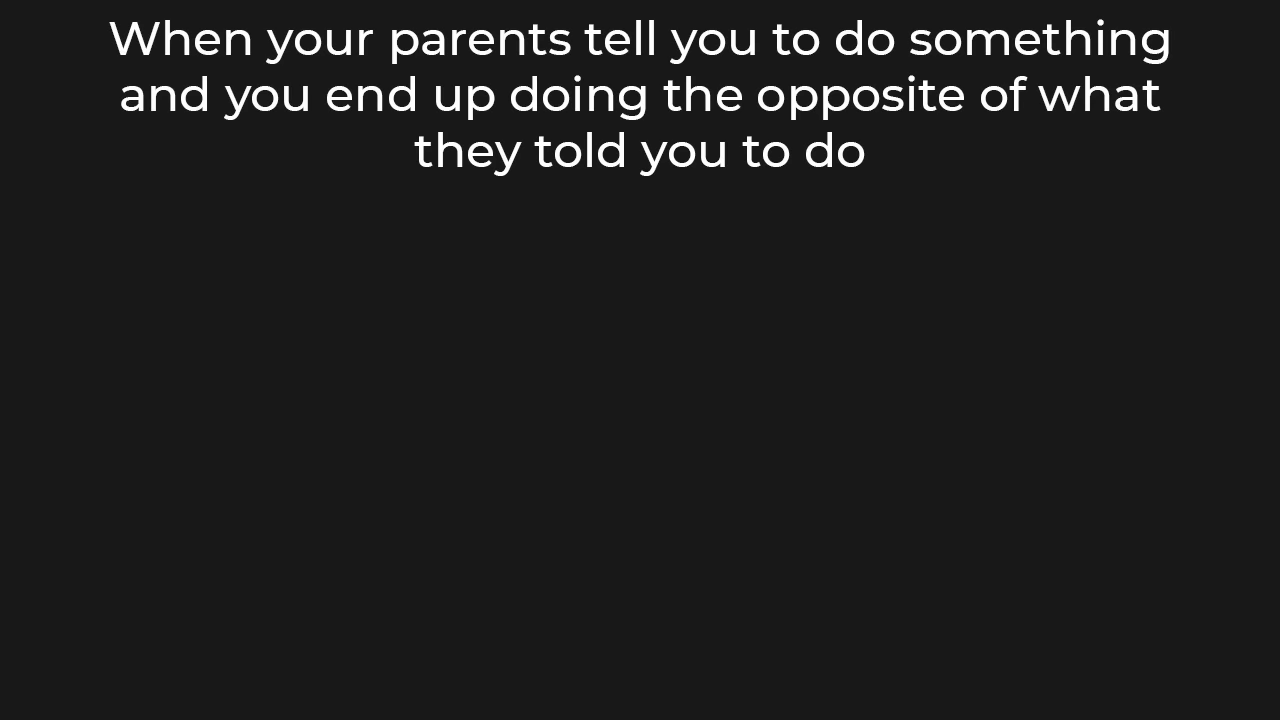 When your parents tell you to do something
and you end up doing the opposite of what
they told you to do